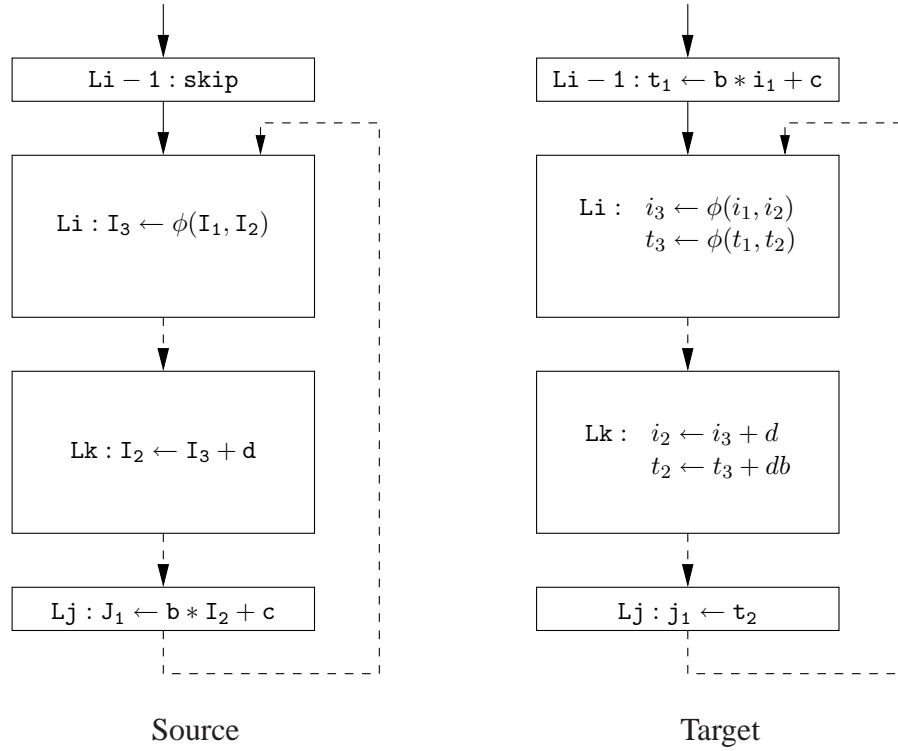 Li − 1 : skip
Li : I₃ ← ϕ(I₁, I₂)
Lk : I₂ ← I₃ + d
Lj : J₁ ← b ∗ I₂ + c
Source
Li − 1 : t₁ ← b ∗ i₁ + c
Li : i₃ ← ϕ(i₁, i₂)
t₃ ← ϕ(t₁, t₂)
Lk : i₂ ← i₃ + d
t₂ ← t₃ + db
Lj : j₁ ← t₂
Target